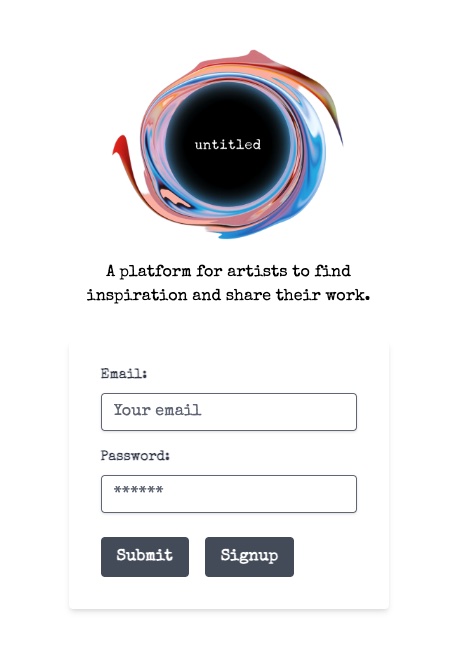 untitled
A platform for artists to find
inspiration and share their work.
Email:
Your email
Password:
******
Submit Signup